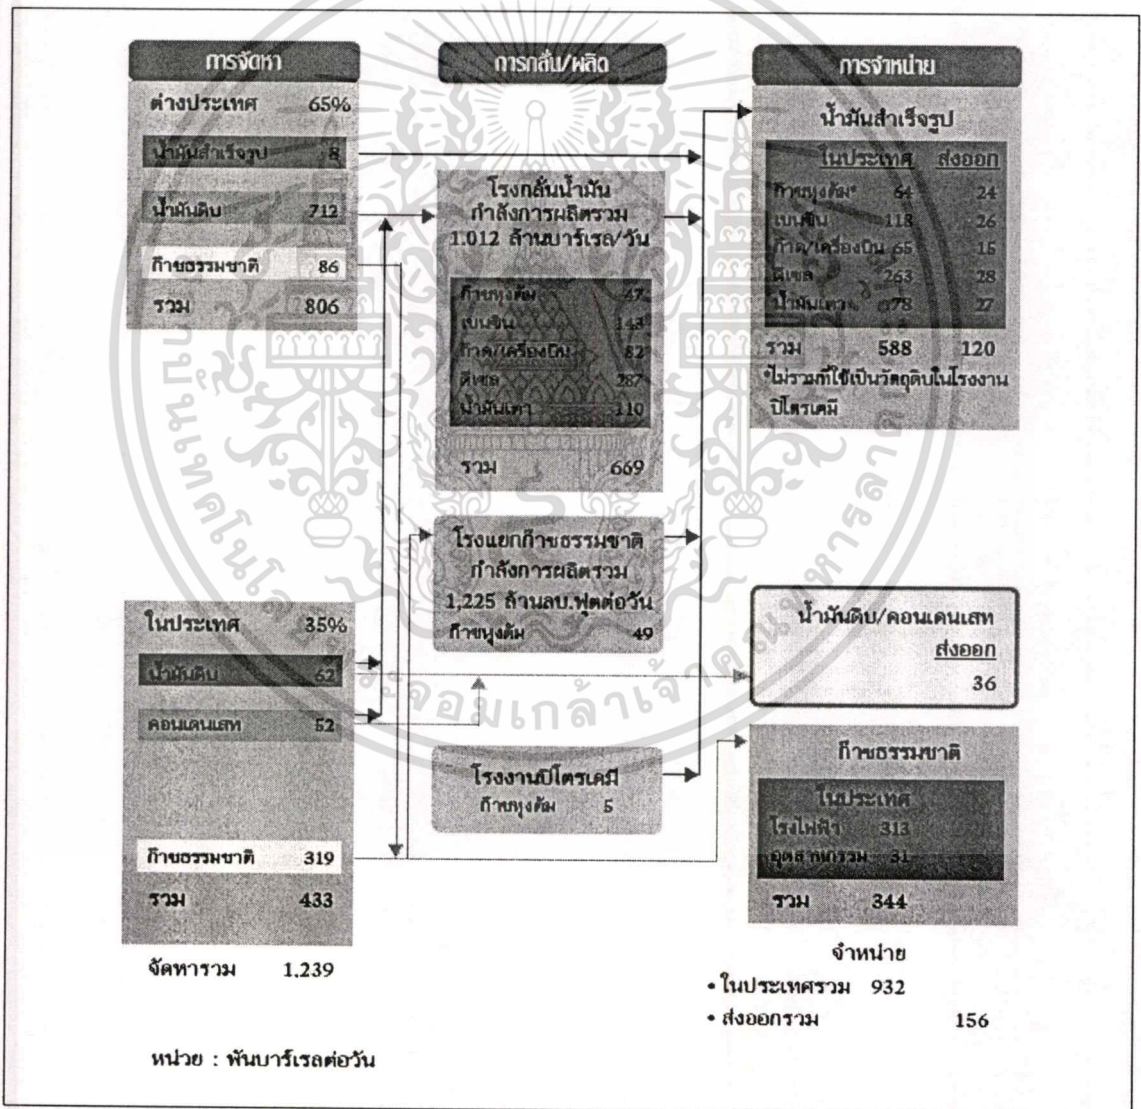 การจัดหา
ต่างประเทศ 65%
น้ำมันสำเร็จรูป 8
น้ำมันดิบ 712
ก๊าซธรรมชาติ 86
รวม 806
ในประเทศ 35%
น้ำมันดิบ 62
คอนเดนเสท 52
ก๊าซธรรมชาติ 319
รวม 433
จัดหารวม 1,239
หน่วย : พันบาร์เรลต่อวัน
การกลั่น/ผลิต
โรงกลั่นน้ำมัน
กำลังการผลิตรวม
1.012 ล้านบาร์เรล/วัน
ก๊าซหุงต้ม 47
เบนซิน 143
ก๊าด/เครื่องบิน 82
ดีเซล 287
น้ำมันเตา 110
รวม 669
โรงแยกก๊าซธรรมชาติ
กำลังการผลิตรวม
1,225 ล้านลบ.ฟุตต่อวัน
ก๊าซหุงต้ม 49
โรงงานปิโตรเคมี
ก๊าซหุงต้ม 5
การจำหน่าย
น้ำมันสำเร็จรูป
ในประเทศ ส่งออก
ก๊าซหุงต้ม* 64 24
เบนซิน 118 26
ก๊าด/เครื่องบิน 65 15
ดีเซล 263 28
น้ำมันเตา 78 27
รวม 588 120
*ไม่รวมที่ใช้เป็นวัตถุดิบในโรงงาน
ปิโตรเคมี
น้ำมันดิบ/คอนเดนเสท
ส่งออก
36
ก๊าซธรรมชาติ
ในประเทศ
โรงไฟฟ้า 313
อุตสาหกรรม 31
รวม 344
จำหน่าย
• ในประเทศรวม 932
• ส่งออกรวม 156